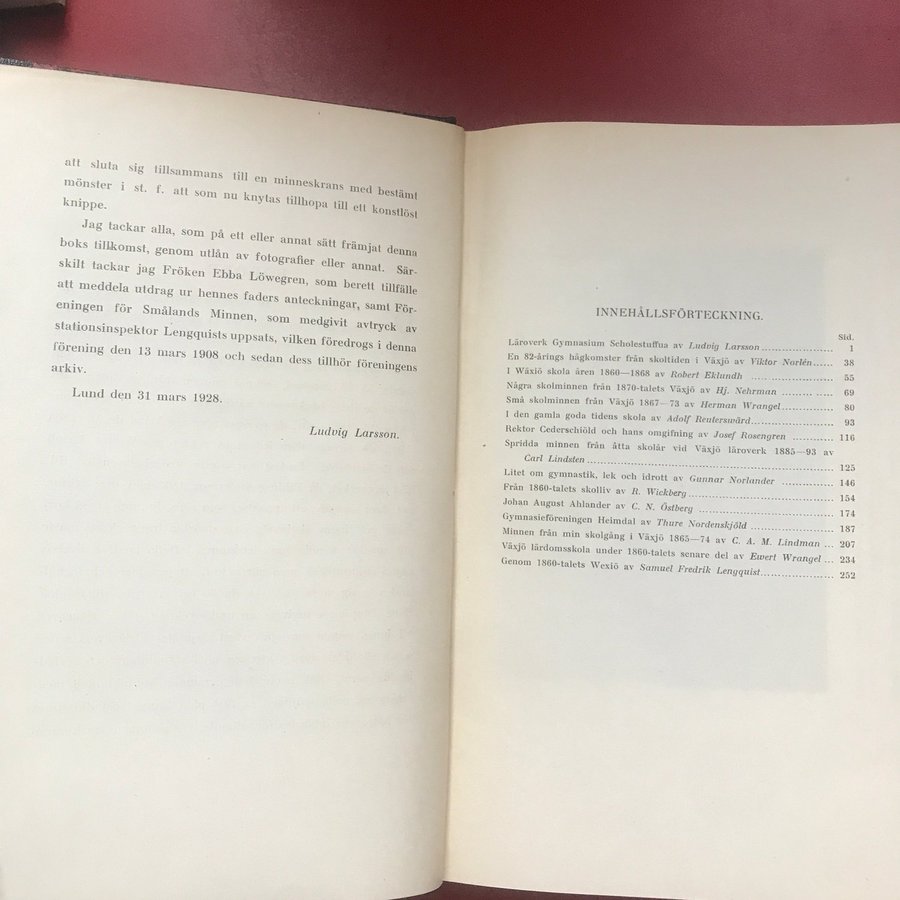 att sluta sig tillsammans till en minneskrans med bestämt
mönster i st. f. att som nu knytas tillhopa till ett konstlöst
knippe.
Jag tackar alla, som på ett eller annat sätt främjat denna
boks tillkomst, genom utlån av fotografier eller annat. Sär-
skilt tackar jag Fröken Ebba Löwegren, som berett tillfälle
att meddela utdrag ur hennes faders anteckningar, samt För-
eningen för Smålands Minnen, som medgivit avtryck av
stationsinspektor Lengquists uppsats, vilken föredrogs i denna
förening den 13 mars 1908 och sedan dess tillhör föreningens
arkiv.
Lund den 31 mars 1928.
Ludvig Larsson.
INNEHÅLLSFÖRTECKNING.
Sid.
Läroverk Gymnasium Scholestuffua av Ludvig Larsson ..................... 1
En 82-årings hågkomster från skoltiden i Växjö av Viktor Norlén...... 38
I Wäxiö skola åren 1860—1868 av Robert Eklundh ........................ 55
Några skolminnen från 1870-talets Växjö av Hj. Nehrman ......... ..... 69
Små skolminnen från Växjö 1867—73 av Herman Wrangel............... 80
I den gamla goda tidens skola av Adolf Reuterswärd........................ 93
Rektor Cederschiöld och hans omgifning av Josef Rosengren ............ 116
Spridda minnen från åtta skolår vid Växjö läroverk 1885—93 av
Carl Lindsten ..................................................................... 125
Litet om gymnastik, lek och idrott av Gunnar Norlander ............... 146
Från 1860-talets skolliv av R. Wickberg.......................................... 154
Johan August Ahlander av C. N. Östberg ....................................... 174
Gymnasieföreningen Heimdal av Thure Nordenskjöld ..................... 187
Minnen från min skolgång i Växjö 1865—74 av C. A. M. Lindman ... 207
Växjö lärdomsskola under 1860-talets senare del av Ewert Wrangel ... 234
Genom 1860-talets Wexiö av Samuel Fredrik Lengquist..................... 252